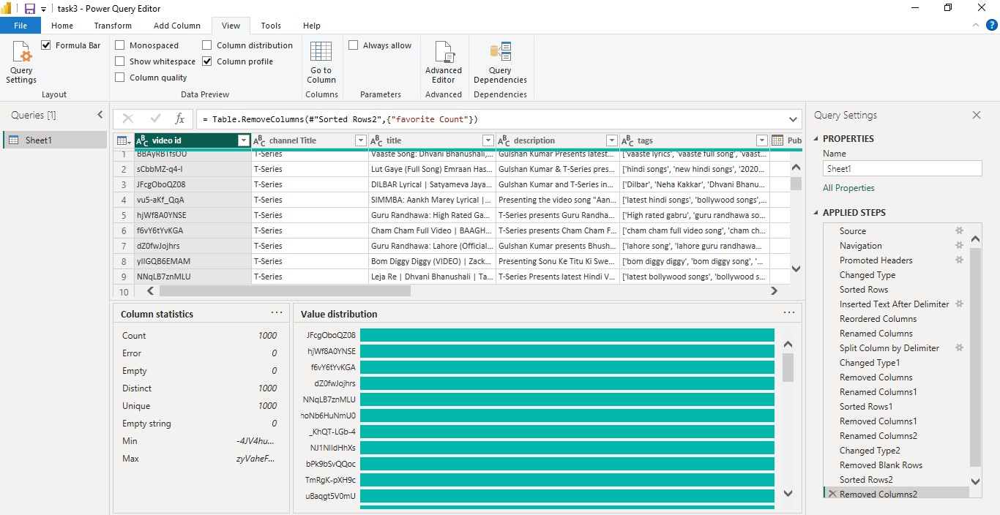 task3 - Power Query Editor
File Home Transform Add Column View Tools Help
Query Settings
Formula Bar
Layout
Monospaced
Show whitespace
Column quality
Column distribution
Column profile
Data Preview
Go to Column
Columns
Always allow
Parameters
Advanced Editor
Advanced
Query Dependencies
Dependencies
Queries [1]
Sheet1
fx = Table.RemoveColumns(#"Sorted Rows2",{"favorite Count"})
video id channel Title title description tags Pub
1 BBAyRBTfsOU T-Series Vaaste Song: Dhvani Bhanushali,... Gulshan Kumar Presents latest... ['vaaste lyrics', 'vaaste full song', 'vaast...
2 sCbbMZ-q4-I T-Series Lut Gaye (Full Song) Emraan Has... Gulshan Kumar & T-Series pres... ['hindi songs', 'new hindi songs', '2020...
3 JFcgOboQZ08 T-Series DILBAR Lyrical | Satyameva Jaya... Gulshan Kumar and T-Series in... ['Dilbar', 'Neha Kakkar', 'Dhvani Bhanu...
4 vu5-aKf_QqA T-Series SIMMBA: Aankh Marey Lyrical |... Presenting the video song "Aan... ['latest hindi songs', 'bollywood songs',...
5 hjWf8A0YNSE T-Series Guru Randhawa: High Rated Ga... T-Series presents Guru Randha... ['High rated gabru', 'guru randhawa so...
6 f6vY6tYvKGA T-Series Cham Cham Full Video | BAAGH... T-Series presents Cham Cham F... ['cham cham full video song', 'cham ch...
7 dZ0fwJojhrs T-Series Guru Randhawa: Lahore (Official... Gulshan Kumar presents Bhush... ['lahore song', 'lahore guru randhawa...
8 yIIGQB6EMAM T-Series Bom Diggy Diggy (VIDEO) | Zack... Presenting Sonu Ke Titu Ki Swe... ['bom diggy diggy', 'bom diggy song', '...
9 NNqLB7znMLU T-Series Leja Re | Dhvani Bhanushali | Ta... T-Series Presents latest Hindi V... ['latest bollywood songs', 'bollywood s...
10
Column statistics
Count 1000
Error 0
Empty 0
Distinct 1000
Unique 1000
Empty string 0
Min -4JV4hu...
Max zyVaheF...
Value distribution
JFcgOboQZ08
hjWf8A0YNSE
f6vY6tYvKGA
dZ0fwJojhrs
NNqLB7znMLU
hoNb6HuNmU0
_KhQT-LGb-4
NJ1NIIdHhXs
bPk9bSvQQoc
TmRgK-pXH9c
uBaqgt5V0mU
Query Settings
PROPERTIES
Name
Sheet1
All Properties
APPLIED STEPS
Source
Navigation
Promoted Headers
Changed Type
Sorted Rows
Inserted Text After Delimiter
Reordered Columns
Renamed Columns
Split Column by Delimiter
Changed Type1
Removed Columns
Renamed Columns1
Sorted Rows1
Removed Columns1
Renamed Columns2
Changed Type2
Removed Blank Rows
Sorted Rows2
Removed Columns2